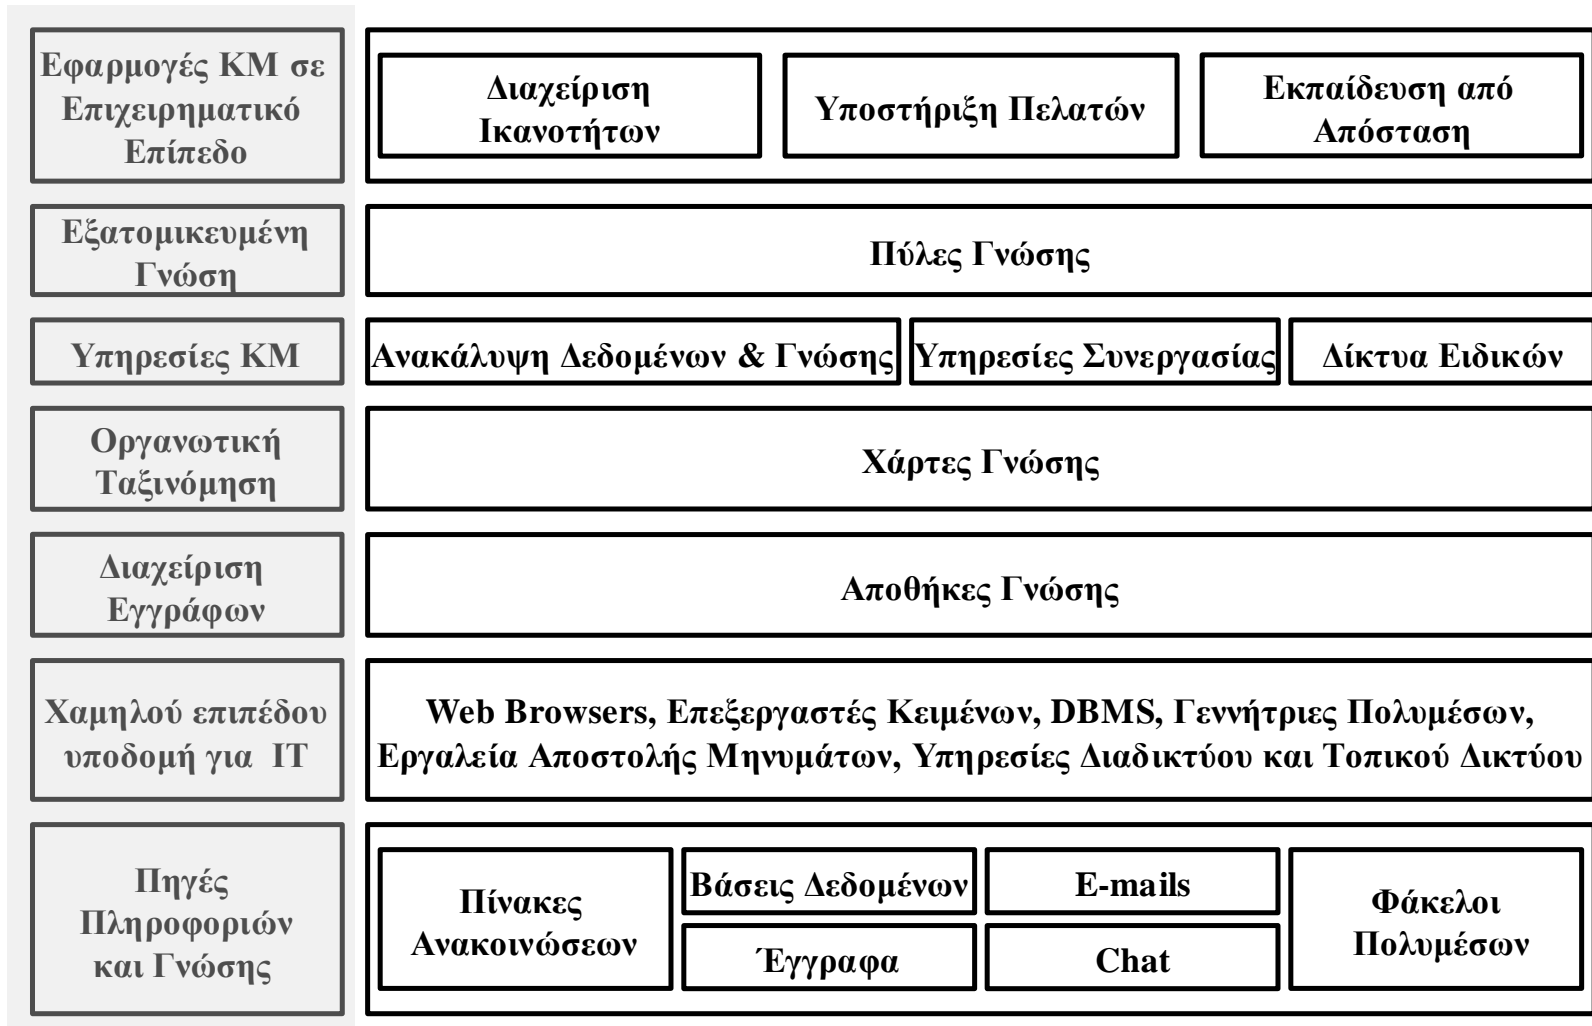 Εφαρμογές ΚΜ σε
Επιχειρηματικό
Επίπεδο
Διαχείριση
Ικανοτήτων
Υποστήριξη Πελατών
Εκπαίδευση από
Απόσταση
Εξατομικευμένη
Γνώση
Πύλες Γνώσης
Υπηρεσίες ΚΜ
Ανακάλυψη Δεδομένων & Γνώσης
Υπηρεσίες Συνεργασίας
Δίκτυα Ειδικών
Οργανωτική
Ταξινόμηση
Χάρτες Γνώσης
Διαχείριση
Εγγράφων
Αποθήκες Γνώσης
Χαμηλού επιπέδου
υποδομή για IT
Web Browsers, Επεξεργαστές Κειμένων, DBMS, Γεννήτριες Πολυμέσων,
Εργαλεία Αποστολής Μηνυμάτων, Υπηρεσίες Διαδικτύου και Τοπικού Δικτύου
Πηγές
Πληροφοριών
και Γνώσης
Πίνακες
Ανακοινώσεων
Βάσεις Δεδομένων
E-mails
Έγγραφα
Chat
Φάκελοι
Πολυμέσων